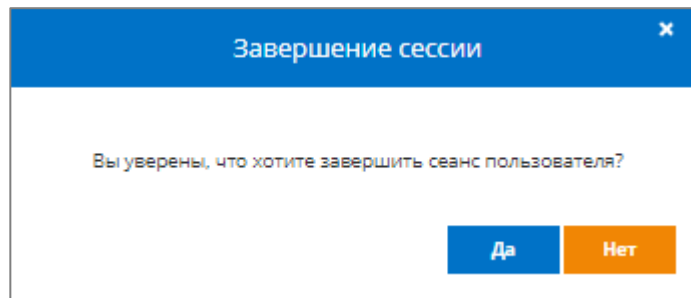 Завершение сессии
Вы уверены, что хотите завершить сеанс пользователя?
Да Нет